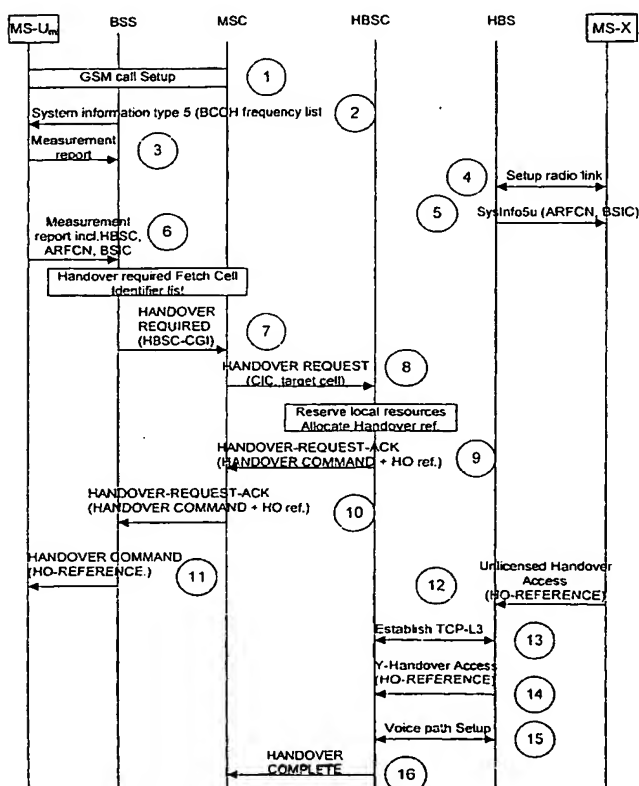 MS-Um
BSS
MSC
HBSC
HBS
MS-X
GSM call Setup
1
System information type 5 (BCCH frequency list
2
Measurement
report
3
4
Setup radio link
5
SysInfo5u (ARFCN, BSIC)
Measurement
report incl.HBSC,
ARFCN, BSIC
6
Handover required Fetch Cell
Identifier list
HANDOVER
REQUIRED
(HBSC-CGI)
7
HANDOVER REQUEST
(CIC, target cell)
8
Reserve local resources
Allocate Handover ref.
HANDOVER-REQUEST-ACK
(HANDOVER COMMAND + HO ref.)
9
HANDOVER-REQUEST-ACK
(HANDOVER COMMAND + HO ref.)
10
HANDOVER COMMAND
(HO-REFERENCE.)
11
12
Unlicensed Handover
Access
(HO-REFERENCE)
Establish TCP-L3
13
Y-Handover Access
(HO-REFERENCE)
14
Voice path Setup
15
HANDOVER
COMPLETE
16